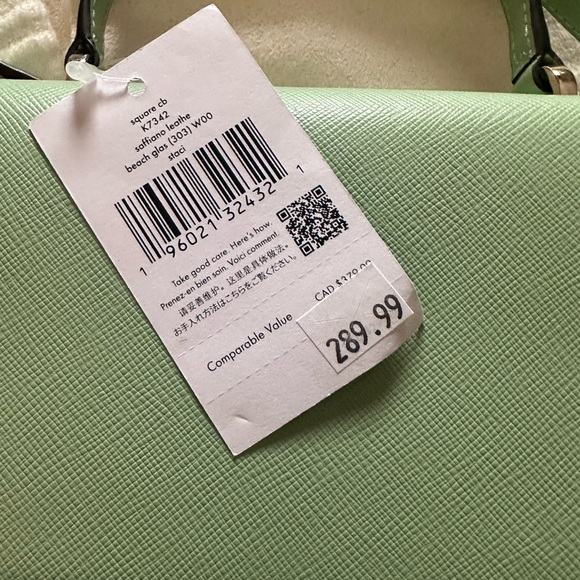 square cb
K7342
saffiano leathe
beach glas (303) W00
staci
1 96021 32432 1
Take good care. Here's how.
Prenez-en bien soin. Voici comment.
请妥善维护。这里是具体做法。
お手入れ方法はこちらをご覧ください。
Comparable Value CAD $379.00
289.99